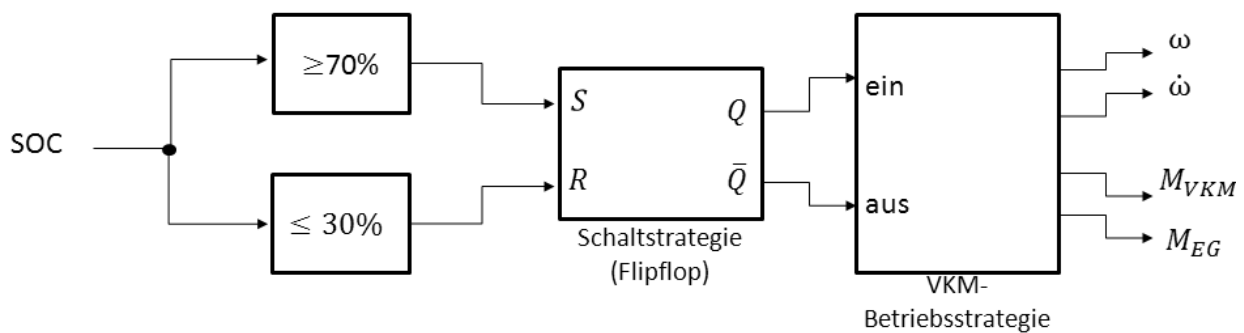 SOC
≥70%
≤ 30%
S
R
Q
Q̄
Schaltstrategie
(Flipflop)
ein
aus
VKM-
Betriebsstrategie
ω
ω̇
M_VKM
M_EG